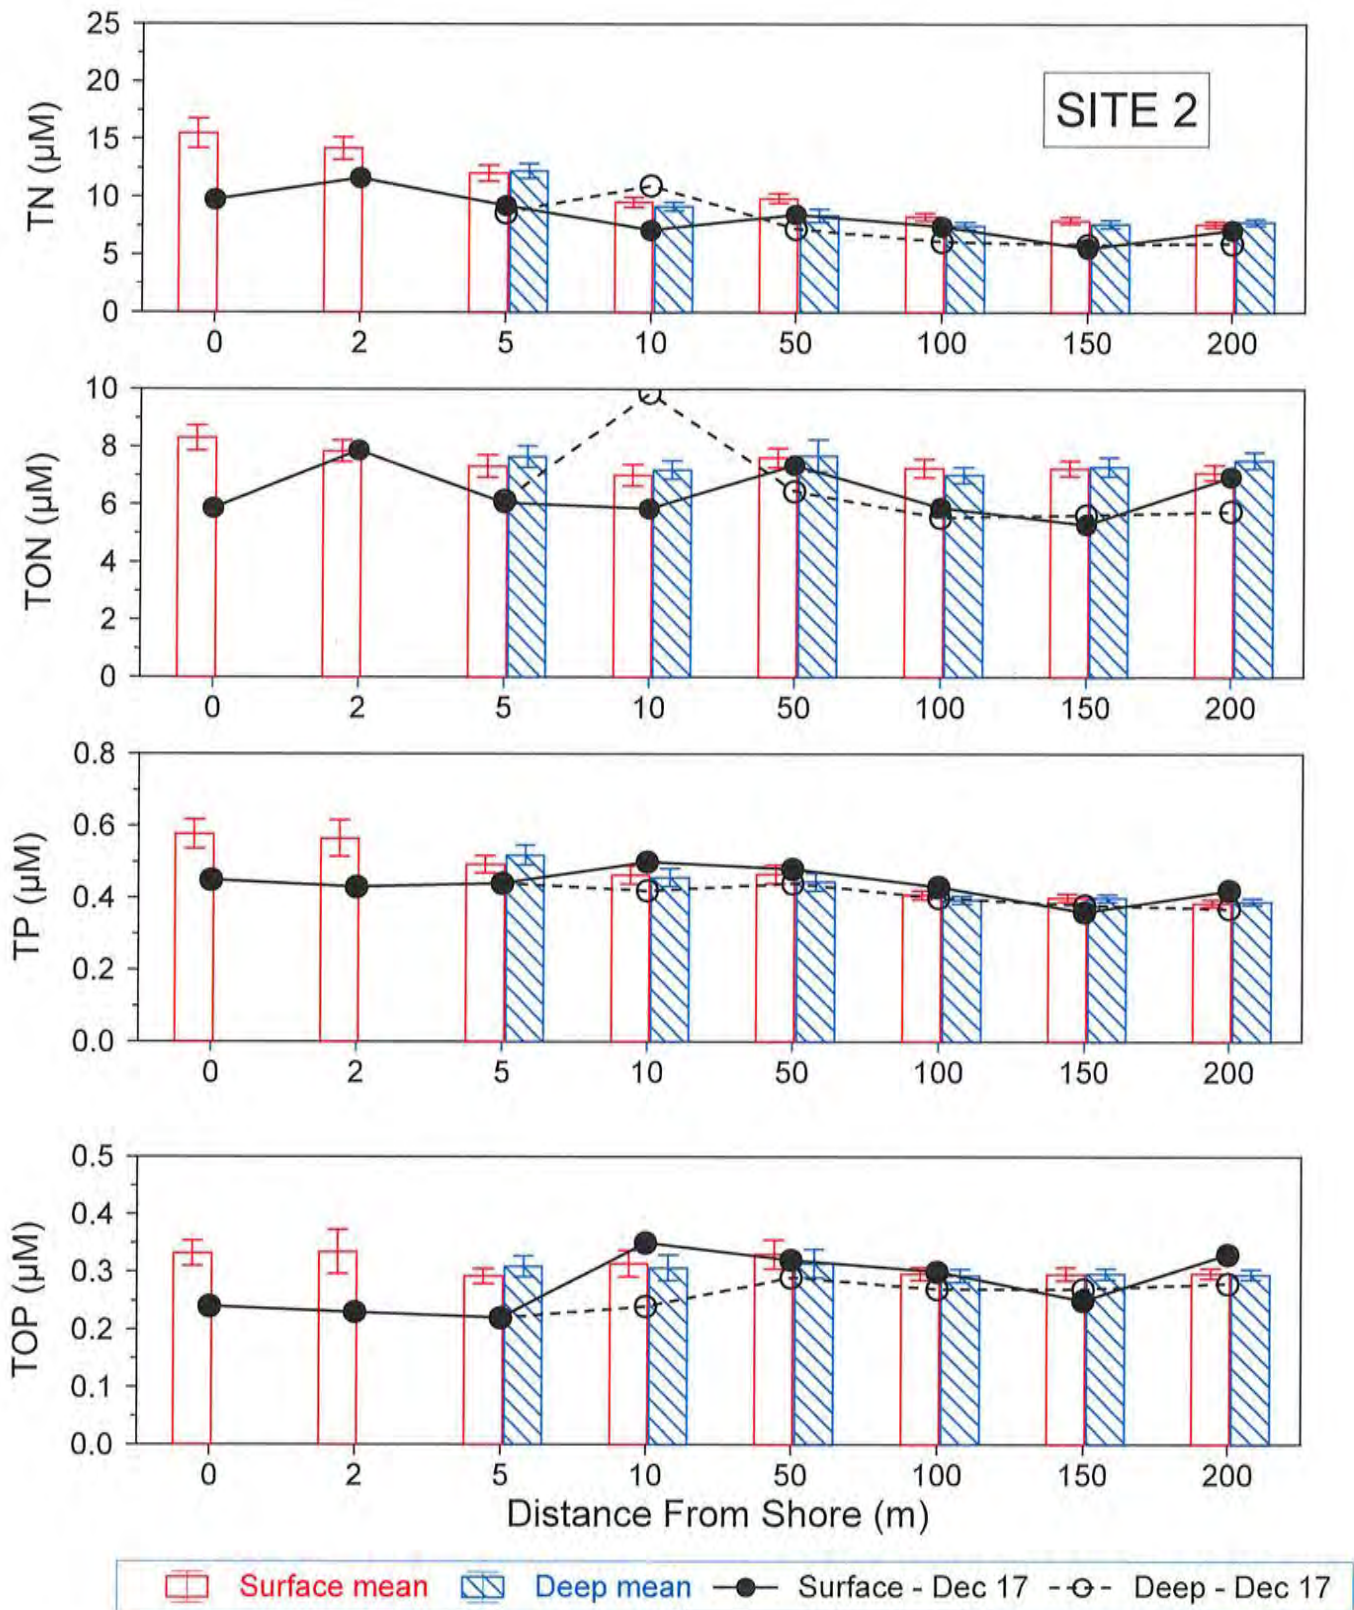 25
20
15
10
5
0
TN (µM)
SITE 2
0 2 5 10 50 100 150 200
10
8
6
4
2
0
TON (µM)
0 2 5 10 50 100 150 200
0.8
0.6
0.4
0.2
0.0
TP (µM)
0 2 5 10 50 100 150 200
0.5
0.4
0.3
0.2
0.1
0.0
TOP (µM)
0 2 5 10 50 100 150 200
Distance From Shore (m)
Surface mean Deep mean Surface - Dec 17 Deep - Dec 17